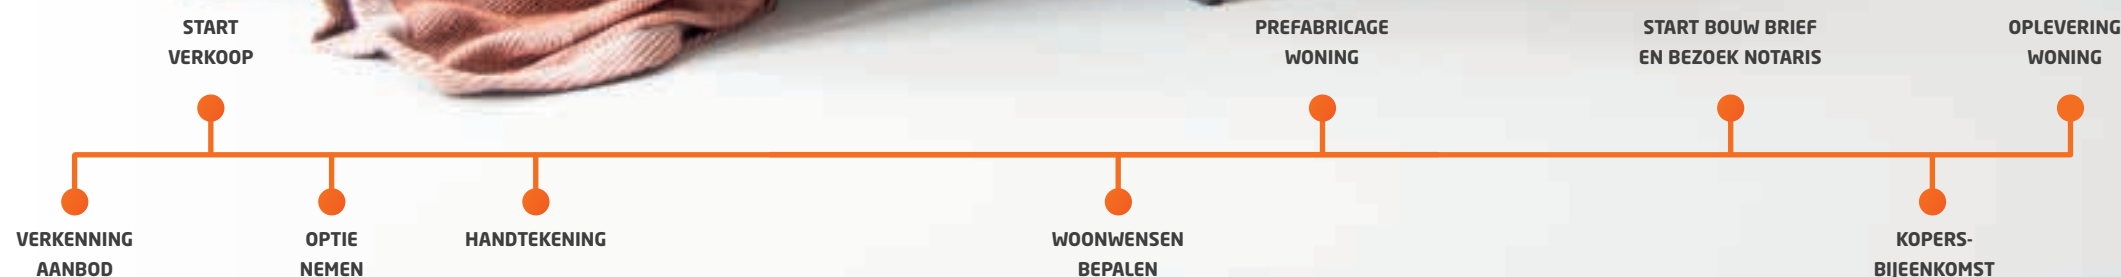 START
VERKOOP
PREFABRICAGE
WONING
START BOUW BRIEF
EN BEZOEK NOTARIS
OPLEVERING
WONING
VERKENNING
AANBOD
OPTIE
NEMEN
HANDTEKENING
WOONWENSEN
BEPALEN
KOPERS-
BIJEENKOMST